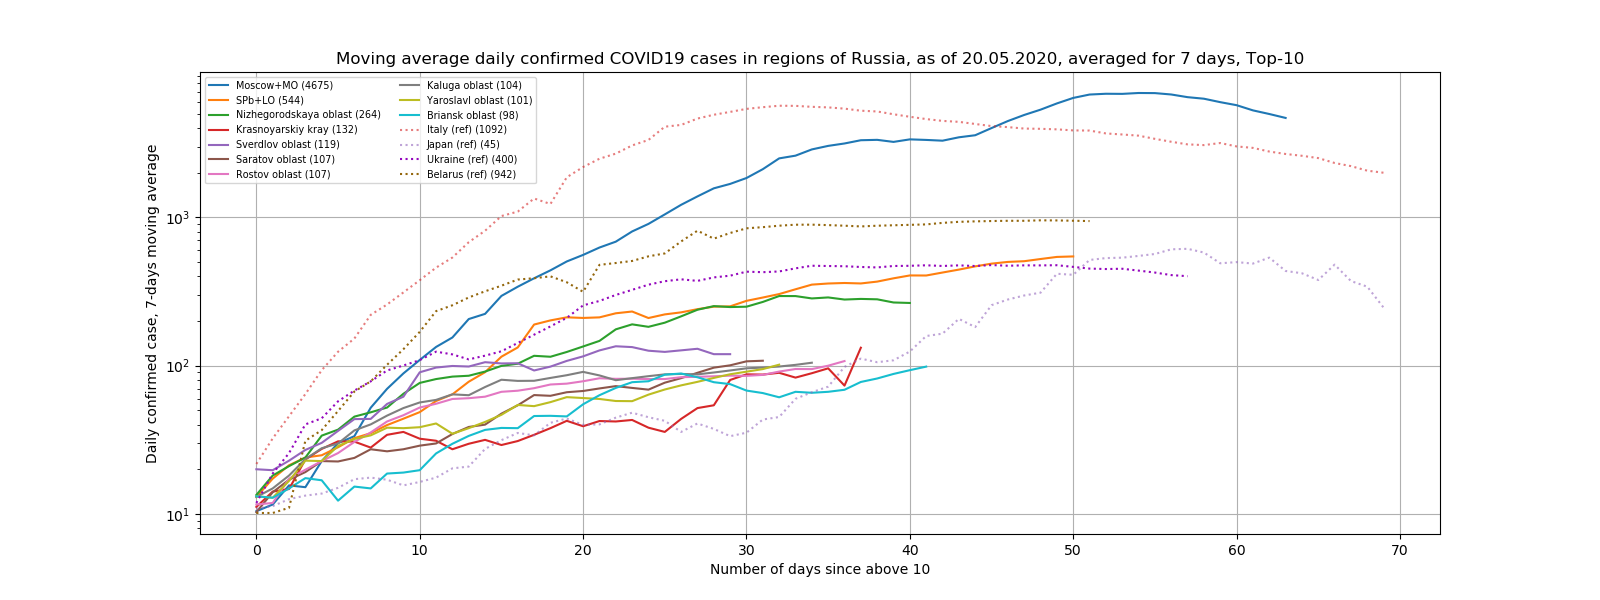 Moving average daily confirmed COVID19 cases in regions of Russia, as of 20.05.2020, averaged for 7 days, Top-10
Moscow+MO (4675)
SPb+LO (544)
Nizhegorodskaya oblast (264)
Krasnoyarskiy kray (132)
Sverdlov oblast (119)
Saratov oblast (107)
Rostov oblast (107)
Kaluga oblast (104)
Yaroslavl oblast (101)
Briansk oblast (98)
Italy (ref) (1092)
Japan (ref) (45)
Ukraine (ref) (400)
Belarus (ref) (942)
Daily confirmed case, 7-days moving average
10³
10²
10¹
0 10 20 30 40 50 60 70
Number of days since above 10